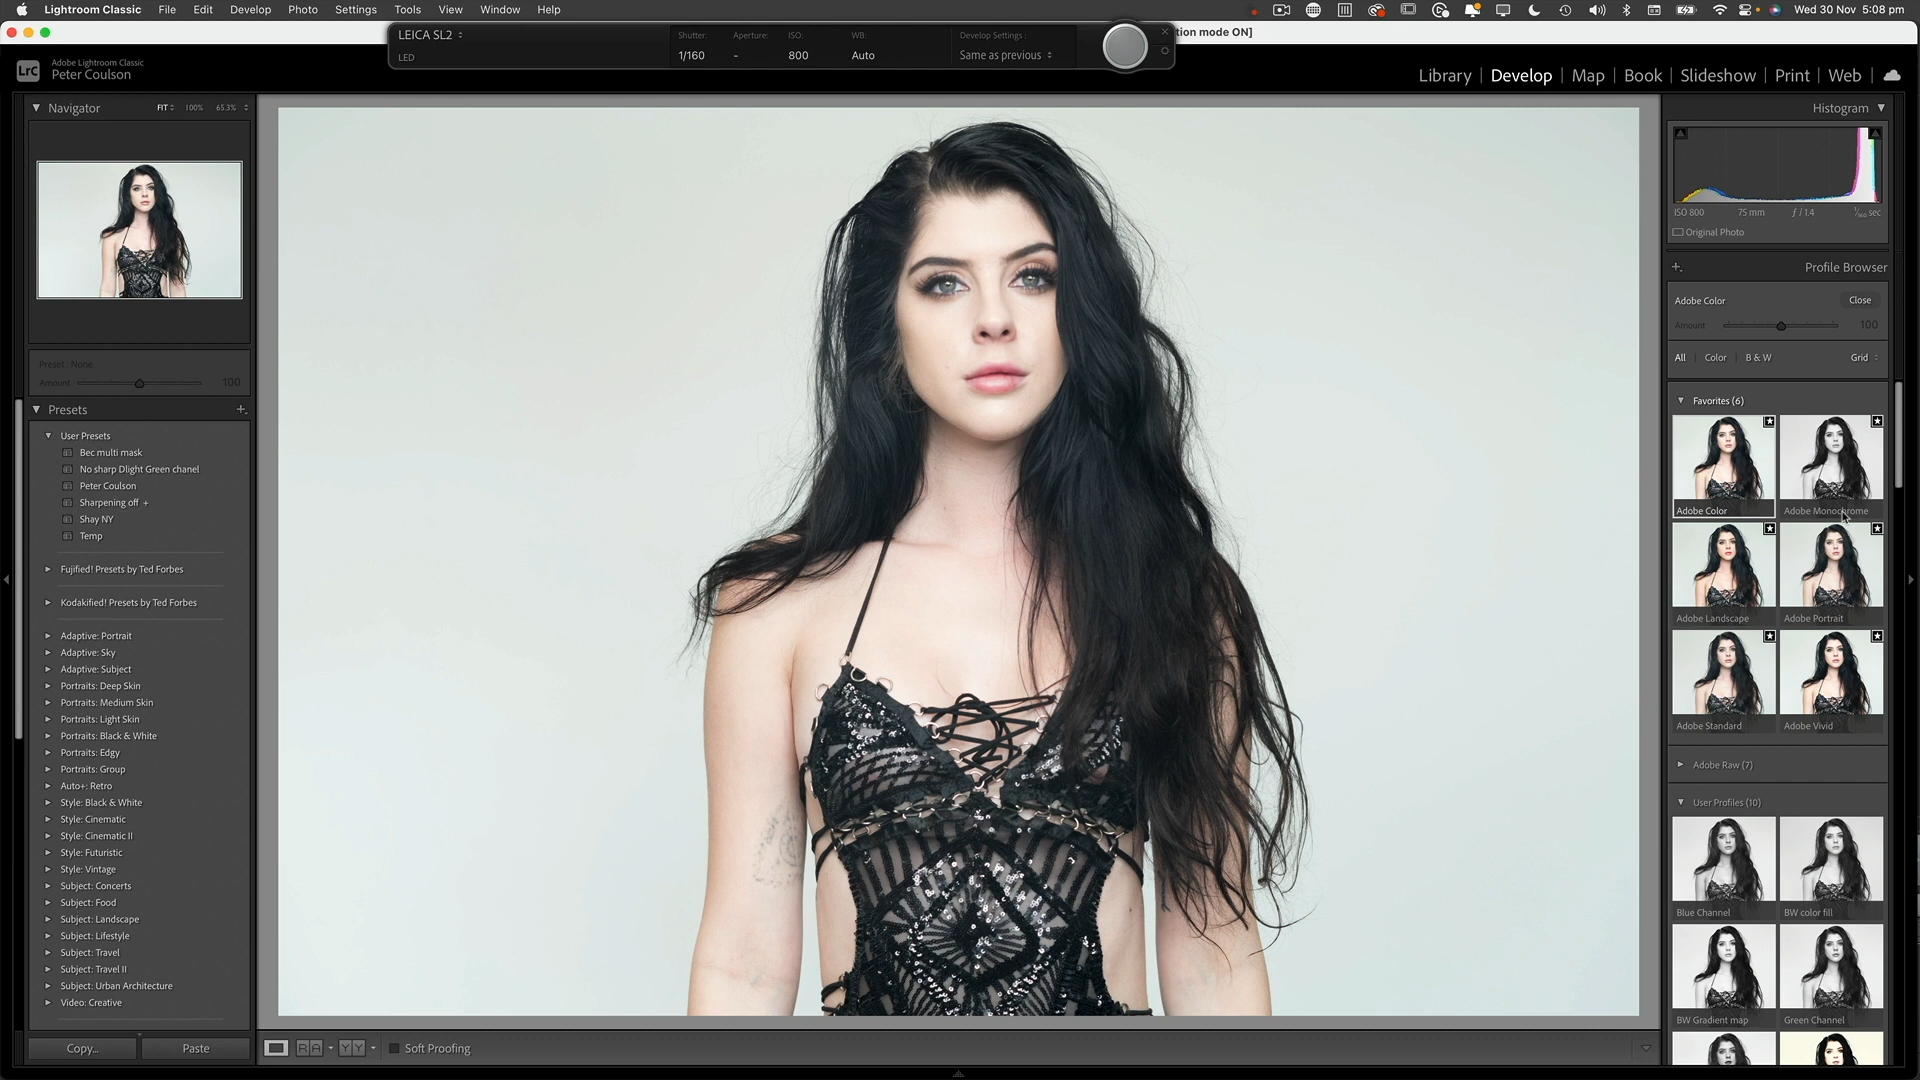 Lightroom Classic File Edit Develop Photo Settings Tools View Window Help Wed 30 Nov 5:08 pm
tion mode ON]
LEICA SL2 Shutter: Aperture: ISO: WB: Develop Settings :
LED 1/160 - 800 Auto Same as previous
LrC Adobe Lightroom Classic
Peter Coulson
Library Develop Map Book Slideshow Print Web
Navigator FIT 100% 65.3%
Preset : None
Amount 100
Presets
User Presets
Bec multi mask
No sharp Dlight Green chanel
Peter Coulson
Sharpening off +
Shay NY
Temp
Fujified! Presets by Ted Forbes
Kodakified! Presets by Ted Forbes
Adaptive: Portrait
Adaptive: Sky
Adaptive: Subject
Portraits: Deep Skin
Portraits: Medium Skin
Portraits: Light Skin
Portraits: Black & White
Portraits: Edgy
Portraits: Group
Auto+: Retro
Style: Black & White
Style: Cinematic
Style: Cinematic II
Style: Futuristic
Style: Vintage
Subject: Concerts
Subject: Food
Subject: Landscape
Subject: Lifestyle
Subject: Travel
Subject: Travel II
Subject: Urban Architecture
Video: Creative
Copy... Paste
RA YY Soft Proofing
Histogram
ISO 800 75 mm ƒ / 1.4 1/160 sec
Original Photo
Profile Browser
Adobe Color Close
Amount 100
All Color B & W Grid
Favorites (6)
Adobe Color Adobe Monochrome
Adobe Landscape Adobe Portrait
Adobe Standard Adobe Vivid
Adobe Raw (7)
User Profiles (10)
Blue Channel BW color fill
BW Gradient map Green Channel